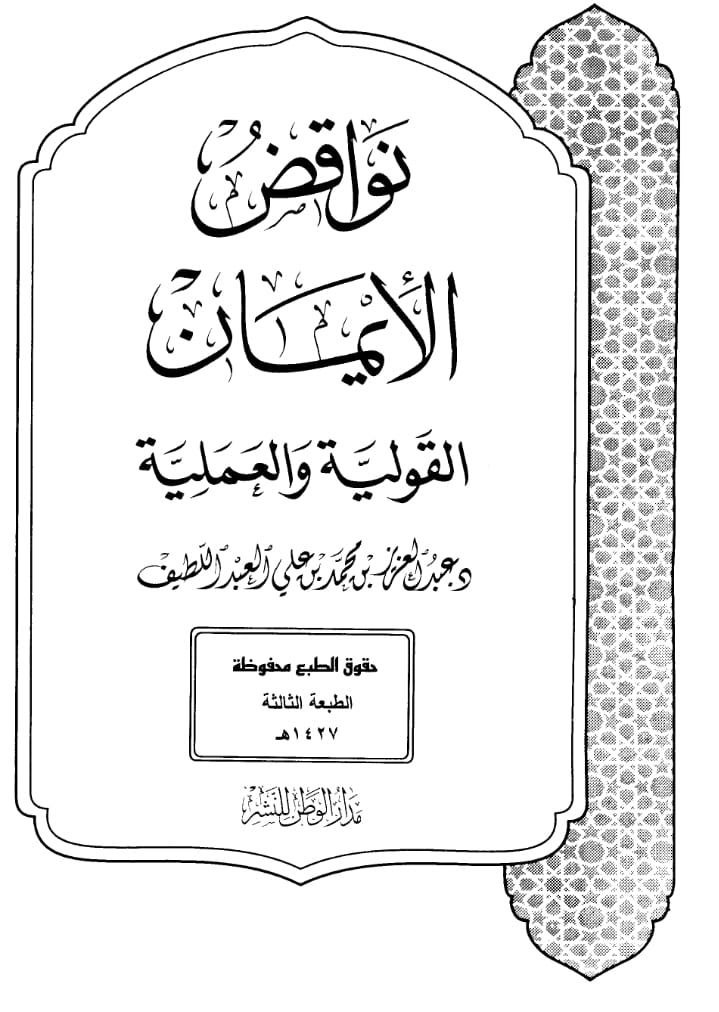 نواقض
الأيمان
القولية والعملية
د. عبد العزيز بن محمد بن علي العبد اللطيف
حقوق الطبع محفوظة
الطبعة الثالثة
١٤٢٧هـ
مدار الوطن للنشر